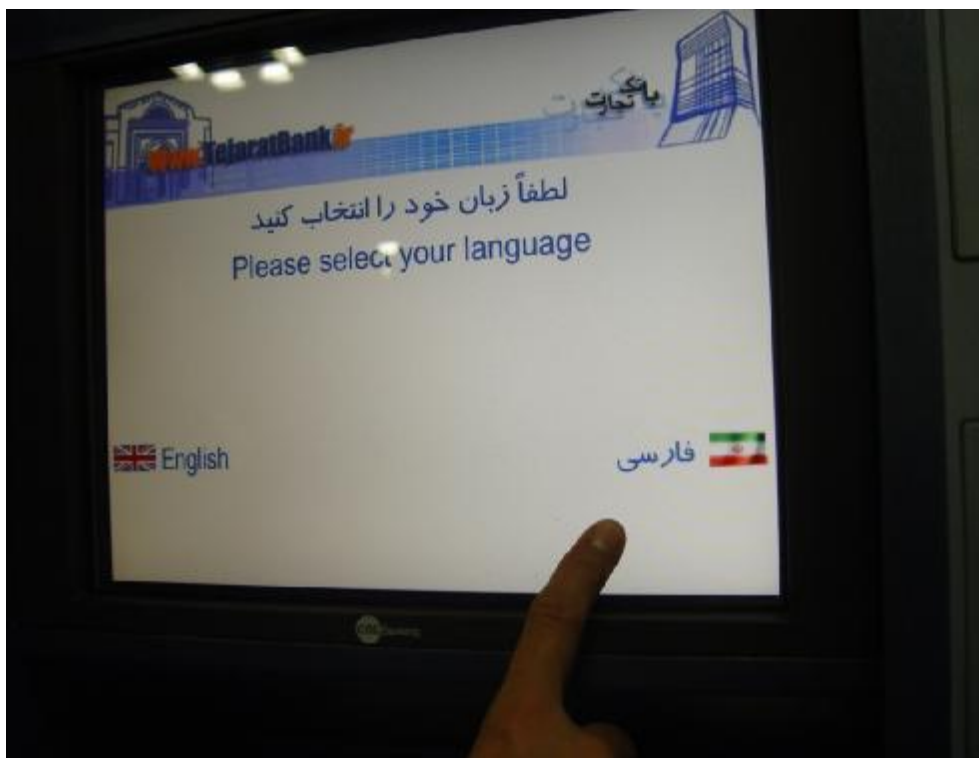 بانک تجارت
www.TejaratBank.ir
لطفاً زبان خود را انتخاب کنید
Please select your language
English
فارسی